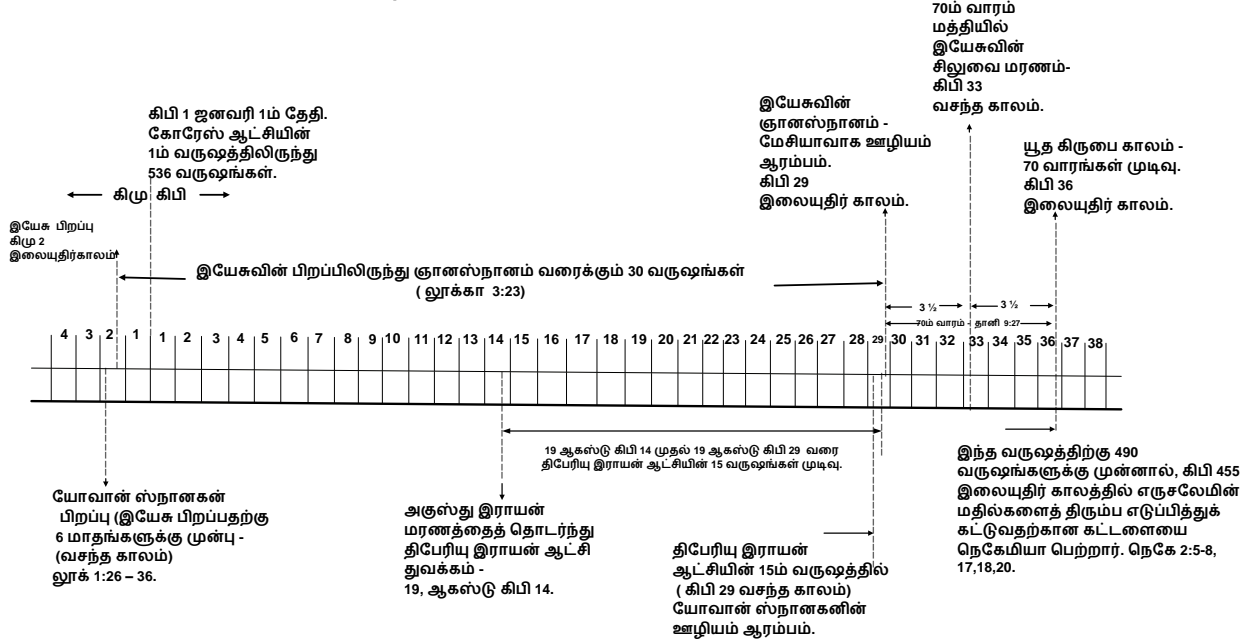 70ம் வாரம்
மத்தியில்
இயேசுவின்
சிலுவை மரணம்-
கிபி 33
வசந்த காலம்.
கிபி 1 ஜனவரி 1ம் தேதி.
கோரேஸ் ஆட்சியின்
1ம் வருஷத்திலிருந்து
536 வருஷங்கள்.
இயேசுவின்
ஞானஸ்நானம் -
மேசியாவாக ஊழியம்
ஆரம்பம்.
கிபி 29
இலையுதிர் காலம்.
யூத கிருபை காலம் -
70 வாரங்கள் முடிவு.
கிபி 36
இலையுதிர் காலம்.
கிமு கிபி
இயேசு பிறப்பு
கிமு 2
இலையுதிர்காலம்
இயேசுவின் பிறப்பிலிருந்து ஞானஸ்நானம் வரைக்கும் 30 வருஷங்கள்
( லூக்கா 3:23)
3 ½ 3 ½
70ம் வாரம் - தானி 9:27
4 3 2 1 1 2 3 4 5 6 7 8 9 10 11 12 13 14 15 16 17 18 19 20 21 22 23 24 25 26 27 28 29 30 31 32 33 34 35 36 37 38
19 ஆகஸ்டு கிபி 14 முதல் 19 ஆகஸ்டு கிபி 29 வரை
திபேரியு இராயன் ஆட்சியின் 15 வருஷங்கள் முடிவு.
யோவான் ஸ்நானகன்
பிறப்பு (இயேசு பிறப்பதற்கு
6 மாதங்களுக்கு முன்பு -
(வசந்த காலம்)
லூக் 1:26 – 36.
அகுஸ்து இராயன்
மரணத்தைத் தொடர்ந்து
திபேரியு இராயன் ஆட்சி
துவக்கம் -
19, ஆகஸ்டு கிபி 14.
திபேரியு இராயன்
ஆட்சியின் 15ம் வருஷத்தில்
( கிபி 29 வசந்த காலம்)
யோவான் ஸ்நானகனின்
ஊழியம் ஆரம்பம்.
இந்த வருஷத்திற்கு 490
வருஷங்களுக்கு முன்னால், கிபி 455
இலையுதிர் காலத்தில் எருசலேமின்
மதில்களைத் திரும்ப எடுப்பித்துக்
கட்டுவதற்கான கட்டளையை
நெகேமியா பெற்றார். நெகே 2:5-8,
17,18,20.